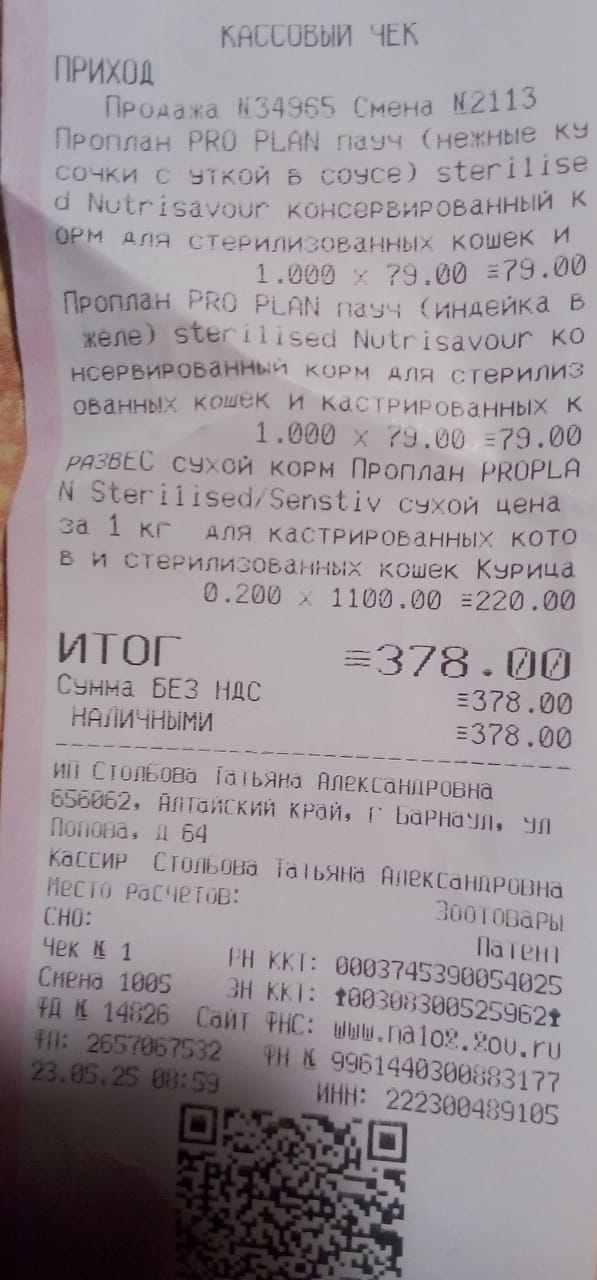 КАССОВЫЙ ЧЕК
ПРИХОД
Продажа №34965 Смена №2113
Проплан PRO PLAN пауч (нежные ку
сочки с уткой в соусе) sterilise
d Nutrisavour консервированный к
орм для стерилизованных кошек и
1.000 x 79.00 ≡79.00
Проплан PRO PLAN пауч (индейка в
желе) sterilised Nutrisavour ко
нсервированный корм для стерилиз
ованных кошек и кастрированных к
1.000 x 79.00 ≡79.00
РАЗВЕС сухой корм Проплан PROPLA
N Sterilised/Senstiv сухой цена
за 1 кг для кастрированных кото
в и стерилизованных кошек Курица
0.200 x 1100.00 ≡220.00
ИТОГ ≡378.00
Сумма БЕЗ НДС ≡378.00
НАЛИЧНЫМИ ≡378.00
ИП Столбова Татьяна Александровна
656062, Алтайский край, г Барнаул, ул
Попова, д 64
Кассир Столбова Татьяна Александровна
Место расчетов: Зоотовары
СНО: Патент
Чек № 1 РН ККТ: 0003745390054025
Смена 1005 ЗН ККТ: ↑00308300525962↑
ФД № 14826 Сайт ФНС: www.nalog.gov.ru
ФП: 2657067532 ФН № 9961440300883177
23.05.25 08:59 ИНН: 222300489105